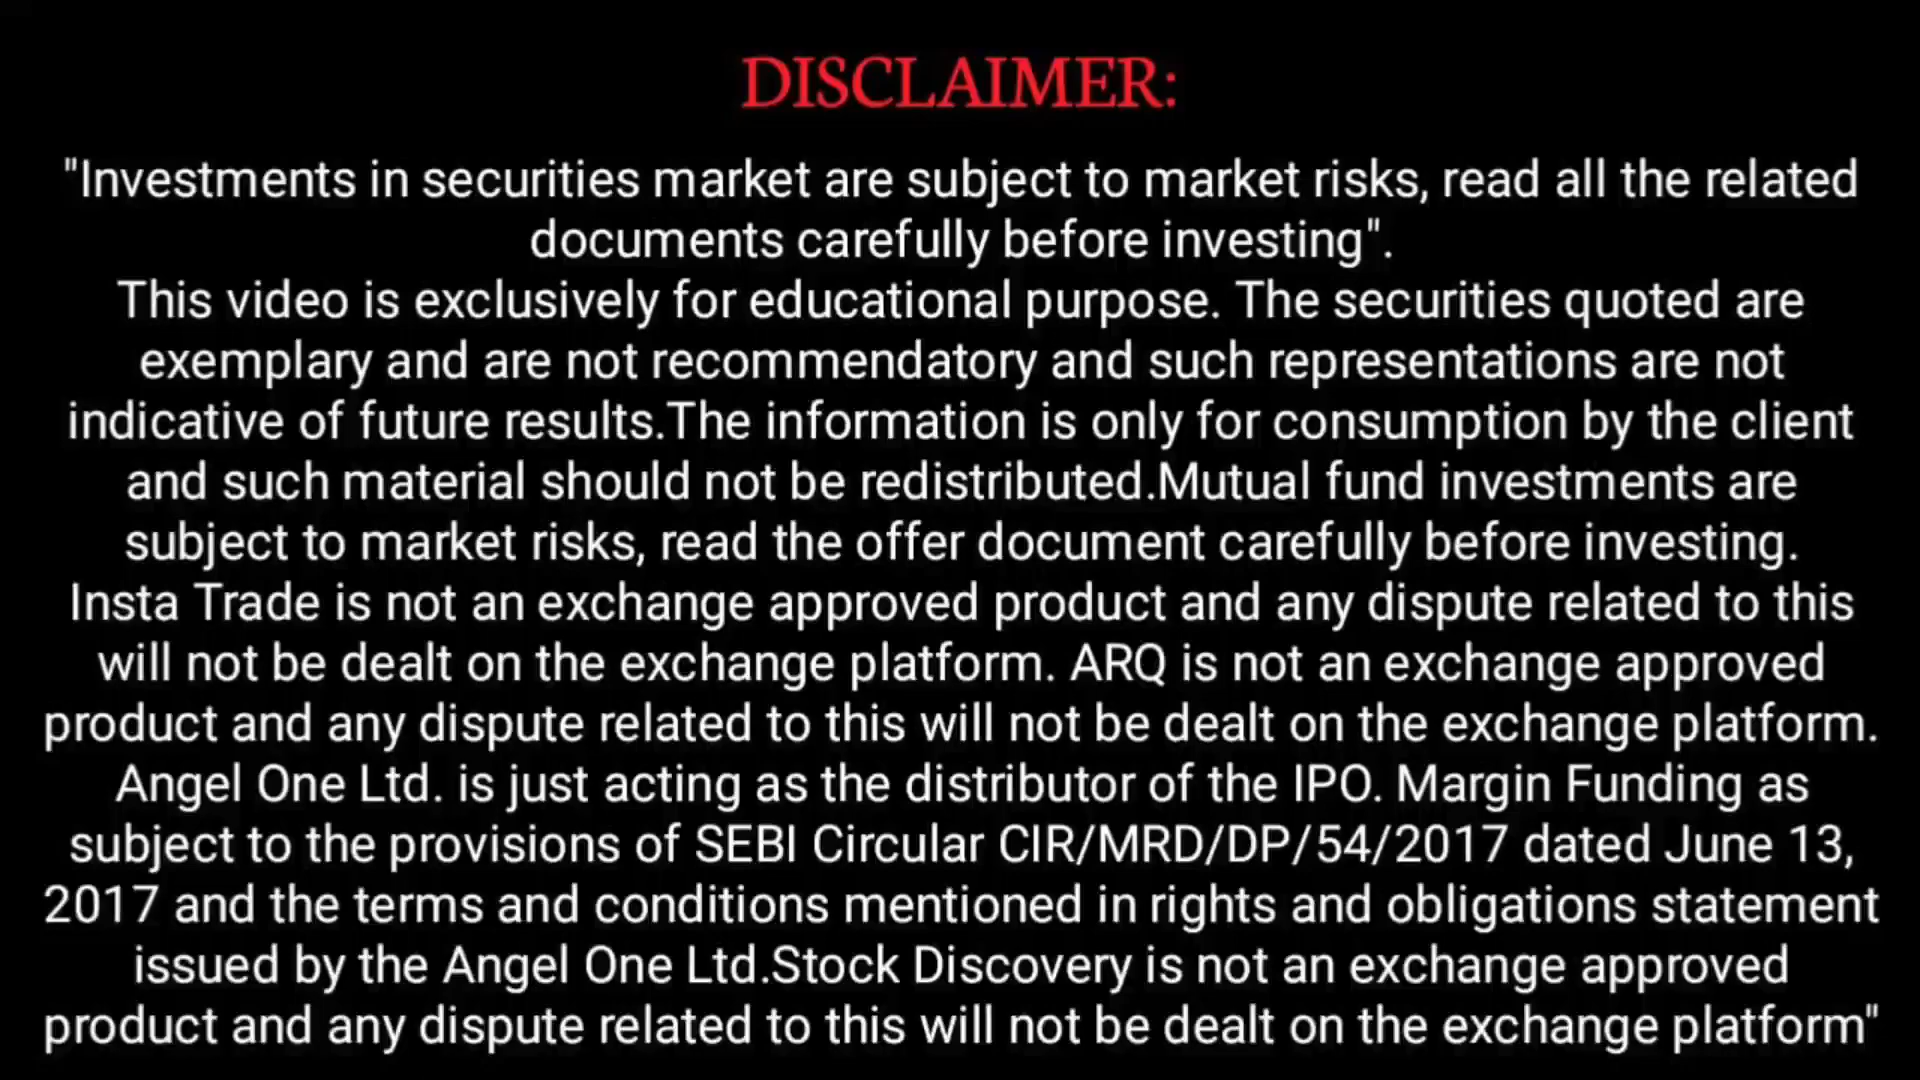 DISCLAIMER:
"Investments in securities market are subject to market risks, read all the related
documents carefully before investing".
This video is exclusively for educational purpose. The securities quoted are
exemplary and are not recommendatory and such representations are not
indicative of future results.The information is only for consumption by the client
and such material should not be redistributed.Mutual fund investments are
subject to market risks, read the offer document carefully before investing.
Insta Trade is not an exchange approved product and any dispute related to this
will not be dealt on the exchange platform. ARQ is not an exchange approved
product and any dispute related to this will not be dealt on the exchange platform.
Angel One Ltd. is just acting as the distributor of the IPO. Margin Funding as
subject to the provisions of SEBI Circular CIR/MRD/DP/54/2017 dated June 13,
2017 and the terms and conditions mentioned in rights and obligations statement
issued by the Angel One Ltd.Stock Discovery is not an exchange approved
product and any dispute related to this will not be dealt on the exchange platform"